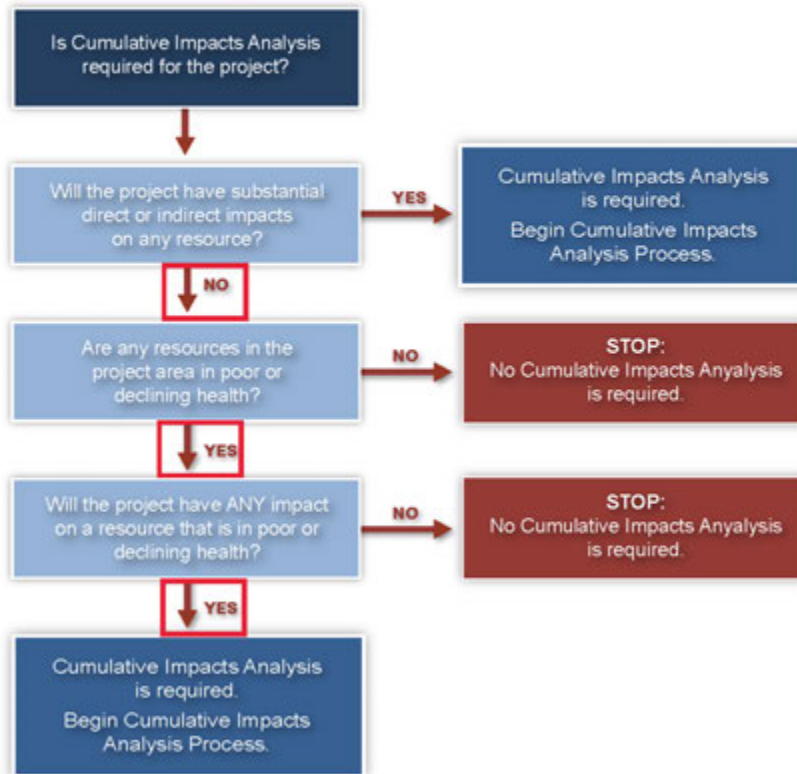 Is Cumulative Impacts Analysis
required for the project?
Will the project have substantial
direct or indirect impacts
on any resource?
YES
Cumulative Impacts Analysis
is required.
Begin Cumulative Impacts
Analysis Process.
NO
Are any resources in the
project area in poor or
declining health?
NO
STOP:
No Cumulative Impacts Anyalysis
is required.
YES
Will the project have ANY impact
on a resource that is in poor or
declining health?
NO
STOP:
No Cumulative Impacts Anyalysis
is required.
YES
Cumulative Impacts Analysis
is required.
Begin Cumulative Impacts
Analysis Process.